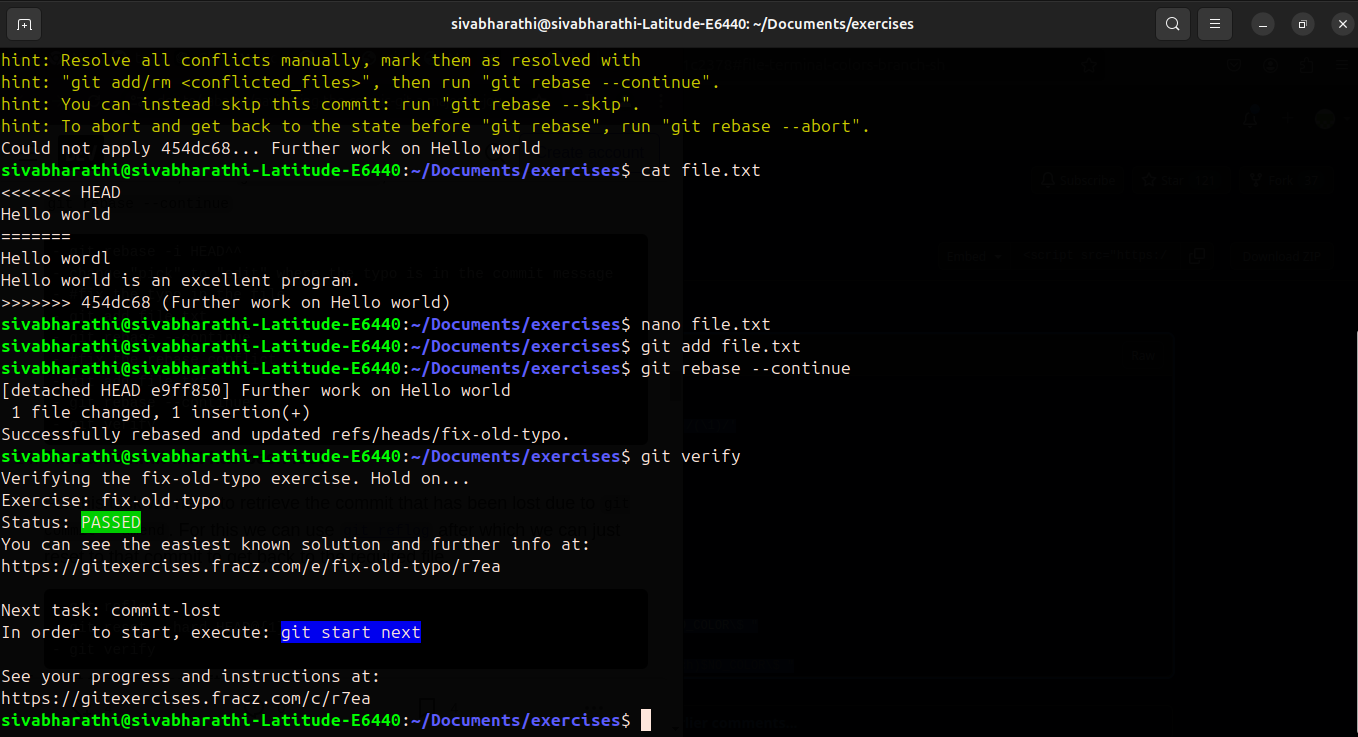 sivabharathi@sivabharathi-Latitude-E6440: ~/Documents/exercises
hint: Resolve all conflicts manually, mark them as resolved with
hint: "git add/rm <conflicted_files>", then run "git rebase --continue".
hint: You can instead skip this commit: run "git rebase --skip".
hint: To abort and get back to the state before "git rebase", run "git rebase --abort".
Could not apply 454dc68... Further work on Hello world
sivabharathi@sivabharathi-Latitude-E6440:~/Documents/exercises$ cat file.txt
<<<<<<< HEAD
Hello world
=======
Hello wordl
Hello world is an excellent program.
>>>>>>> 454dc68 (Further work on Hello world)
sivabharathi@sivabharathi-Latitude-E6440:~/Documents/exercises$ nano file.txt
sivabharathi@sivabharathi-Latitude-E6440:~/Documents/exercises$ git add file.txt
sivabharathi@sivabharathi-Latitude-E6440:~/Documents/exercises$ git rebase --continue
[detached HEAD e9ff850] Further work on Hello world
 1 file changed, 1 insertion(+)
Successfully rebased and updated refs/heads/fix-old-typo.
sivabharathi@sivabharathi-Latitude-E6440:~/Documents/exercises$ git verify
Verifying the fix-old-typo exercise. Hold on...
Exercise: fix-old-typo
Status: PASSED
You can see the easiest known solution and further info at:
https://gitexercises.fracz.com/e/fix-old-typo/r7ea

Next task: commit-lost
In order to start, execute: git start next

See your progress and instructions at:
https://gitexercises.fracz.com/c/r7ea
sivabharathi@sivabharathi-Latitude-E6440:~/Documents/exercises$